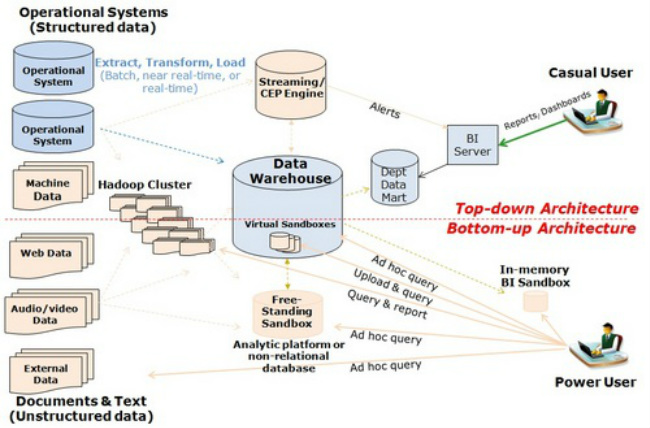 Operational Systems
(Structured data)
Operational
System
Extract, Transform, Load
(Batch, near real-time, or
real-time)
Streaming/
CEP Engine
Casual User
Alerts
Reports, Dashboards
Operational
System
BI
Server
Data
Warehouse
Dept
Data
Mart
Machine
Data
Hadoop Cluster
Top-down Architecture
Virtual Sandboxes
Bottom-up Architecture
Web Data
Ad hoc query
Upload & query
Query & report
In-memory
BI Sandbox
Audio/video
Data
Free-
Standing
Sandbox
Ad hoc query
Analytic platform or
non-relational
database
Ad hoc query
External
Data
Power User
Documents & Text
(Unstructured data)